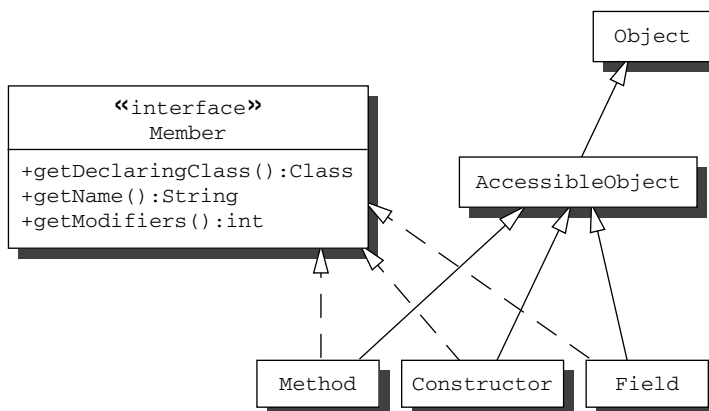 Object
«interface»
Member
+getDeclaringClass():Class
+getName():String
+getModifiers():int
AccessibleObject
Method
Constructor
Field